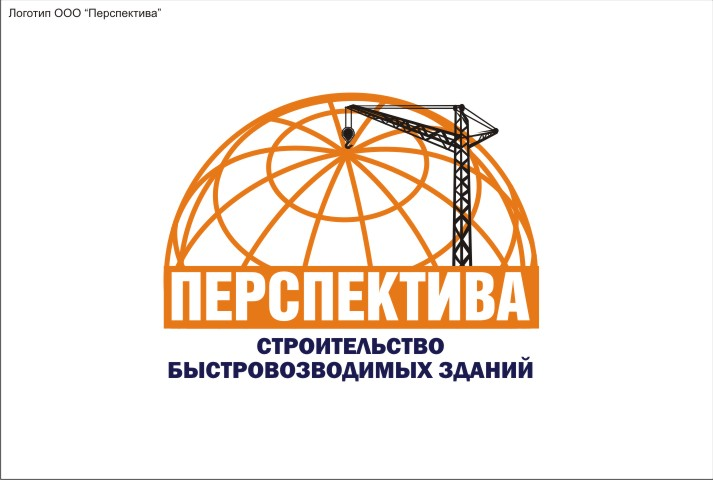 Логотип ООО “Перспектива”
ПЕРСПЕКТИВА
СТРОИТЕЛЬСТВО
БЫСТРОВОЗВОДИМЫХ ЗДАНИЙ